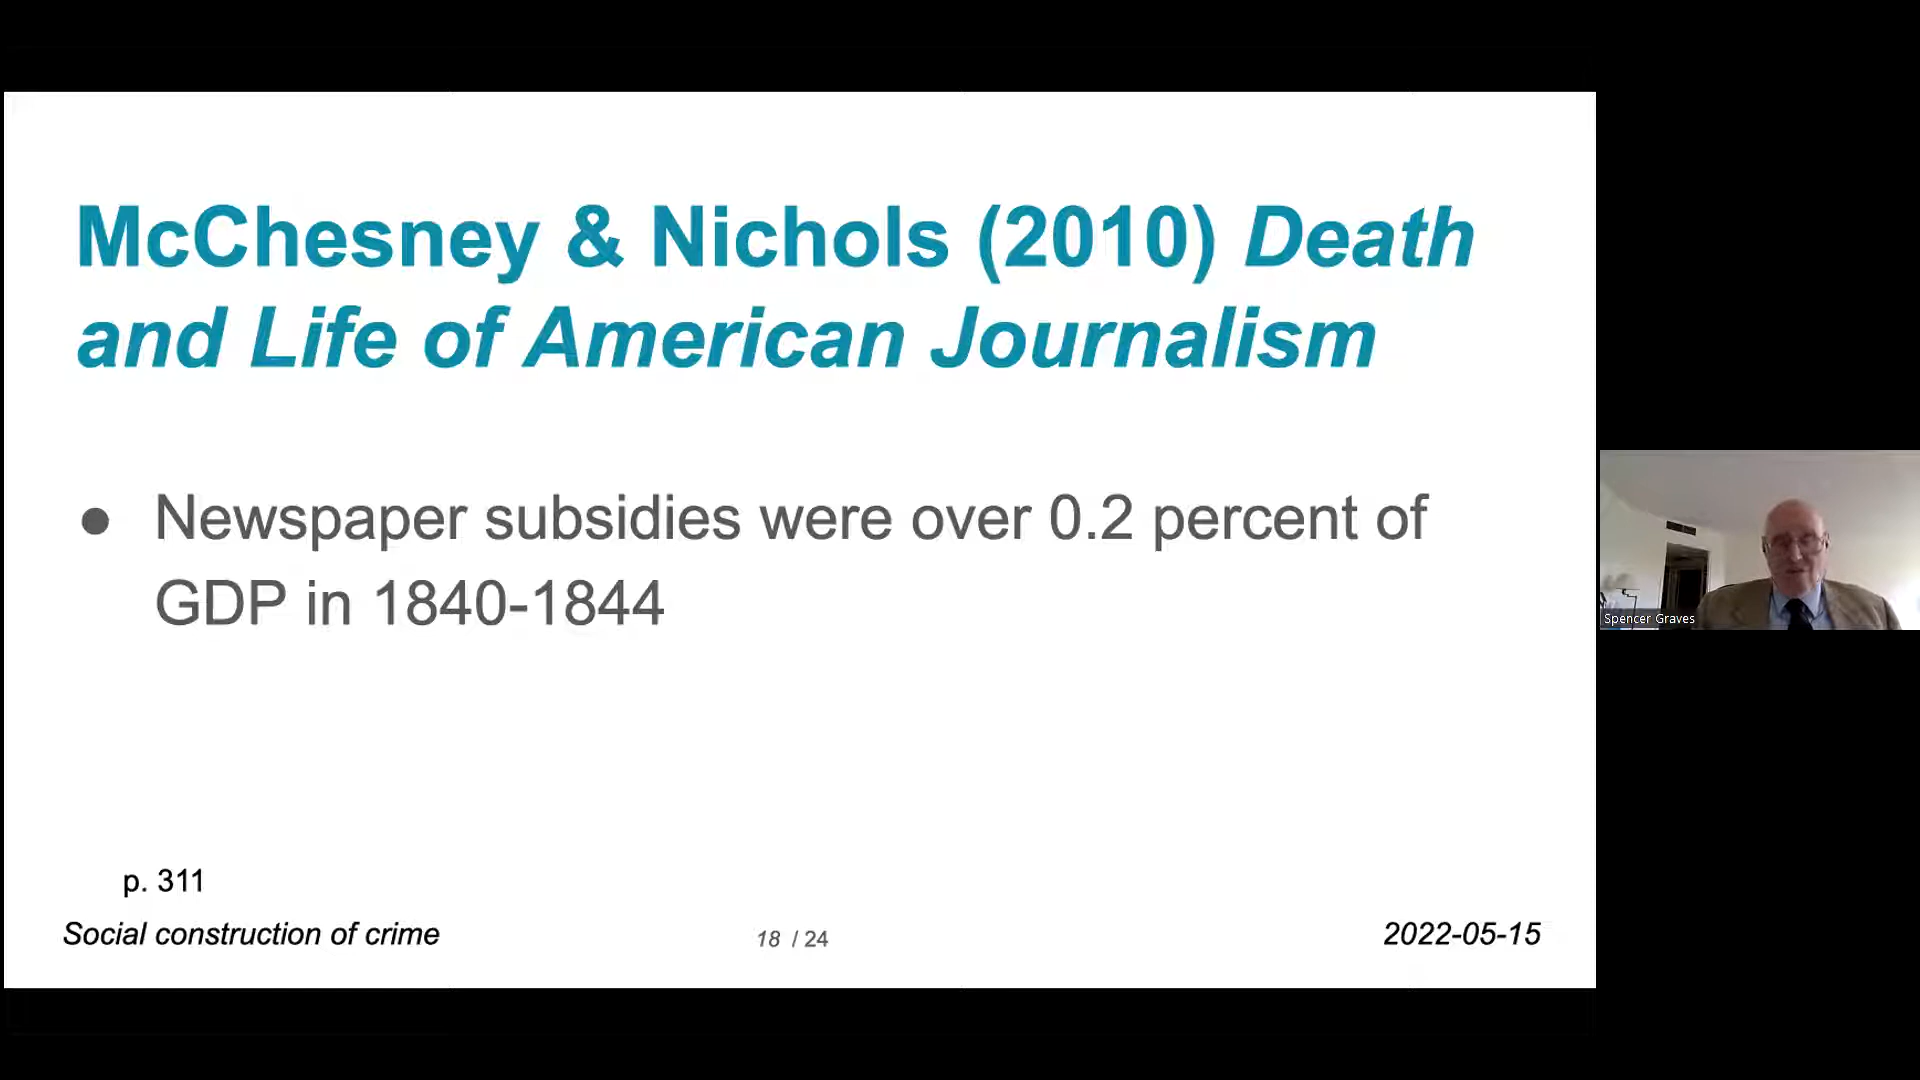 McChesney & Nichols (2010) Death
and Life of American Journalism
● Newspaper subsidies were over 0.2 percent of
GDP in 1840-1844
p. 311
Social construction of crime
18 / 24
2022-05-15
Spencer Graves